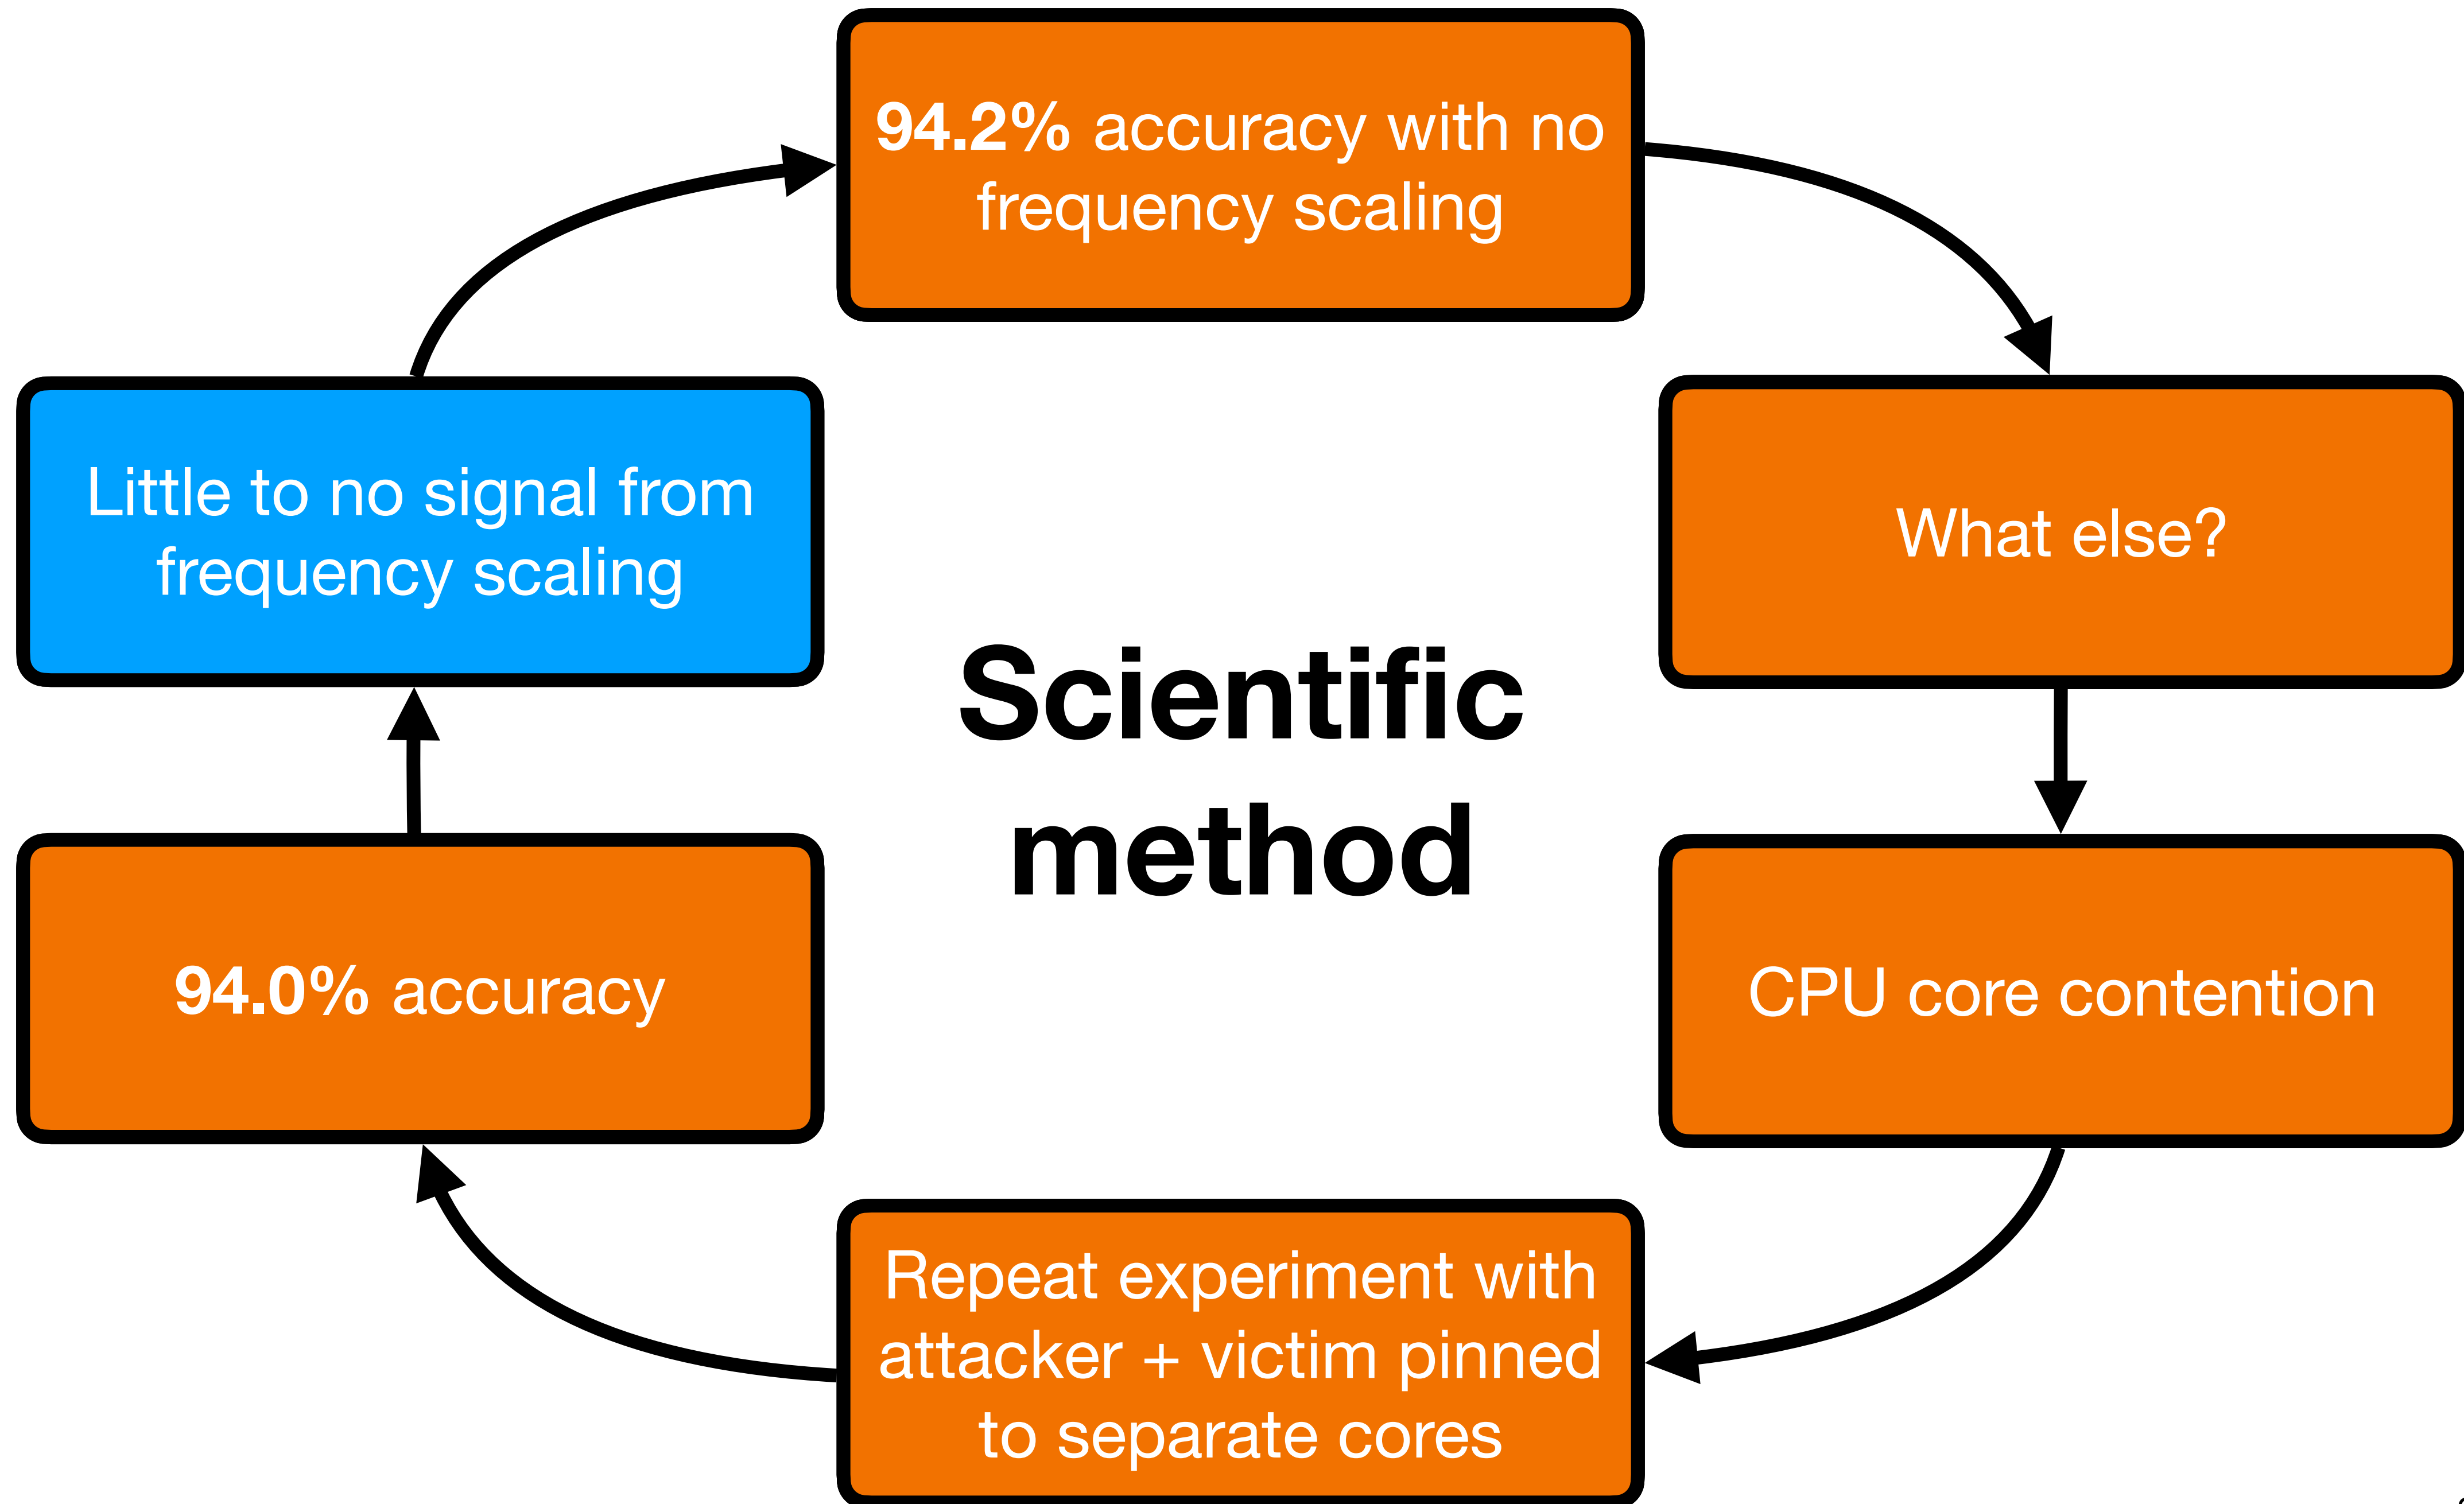 94.2% accuracy with no
frequency scaling
What else?
CPU core contention
Repeat experiment with
attacker + victim pinned
to separate cores
94.0% accuracy
Little to no signal from
frequency scaling
Scientific
method